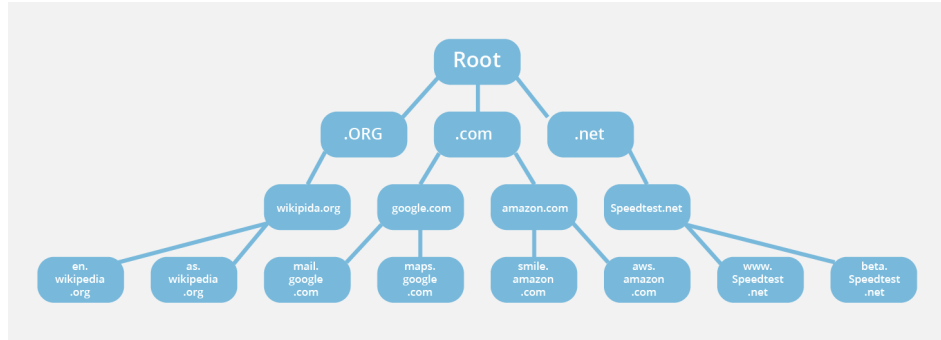 Root
.ORG
.com
.net
wikipida.org
google.com
amazon.com
Speedtest.net
en.
wikipedia
.org
as.
wikipedia
.org
mail.
google
.com
maps.
google
.com
smile.
amazon
.com
aws.
amazon
.com
www.
Speedtest
.net
beta.
Speedtest
.net